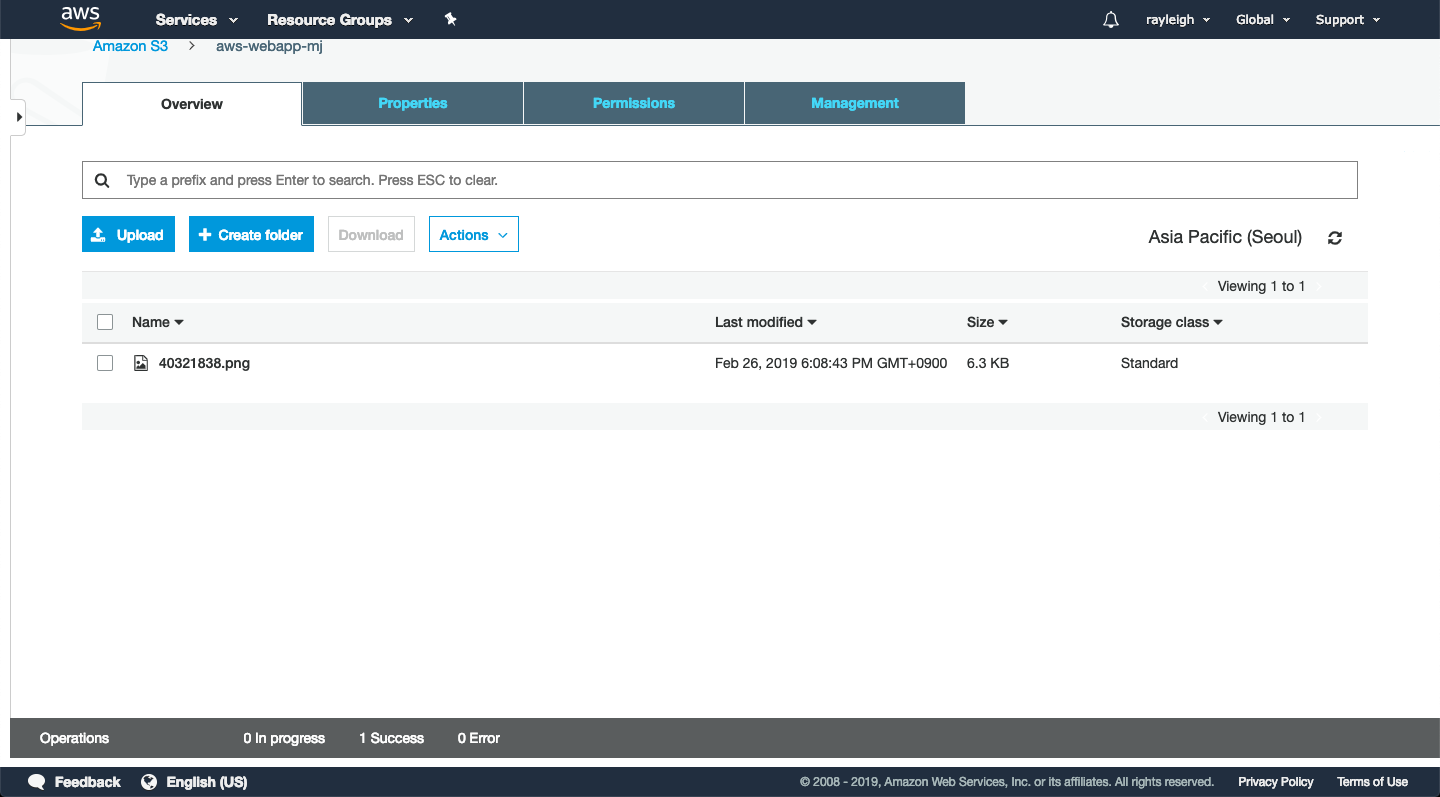 aws Services Resource Groups rayleigh Global Support
Amazon S3 > aws-webapp-mj
Overview Properties Permissions Management
Type a prefix and press Enter to search. Press ESC to clear.
Upload + Create folder Download Actions Asia Pacific (Seoul)
Viewing 1 to 1
Name Last modified Size Storage class
40321838.png Feb 26, 2019 6:08:43 PM GMT+0900 6.3 KB Standard
Viewing 1 to 1
Operations 0 In progress 1 Success 0 Error
Feedback English (US) © 2008 - 2019, Amazon Web Services, Inc. or its affiliates. All rights reserved. Privacy Policy Terms of Use